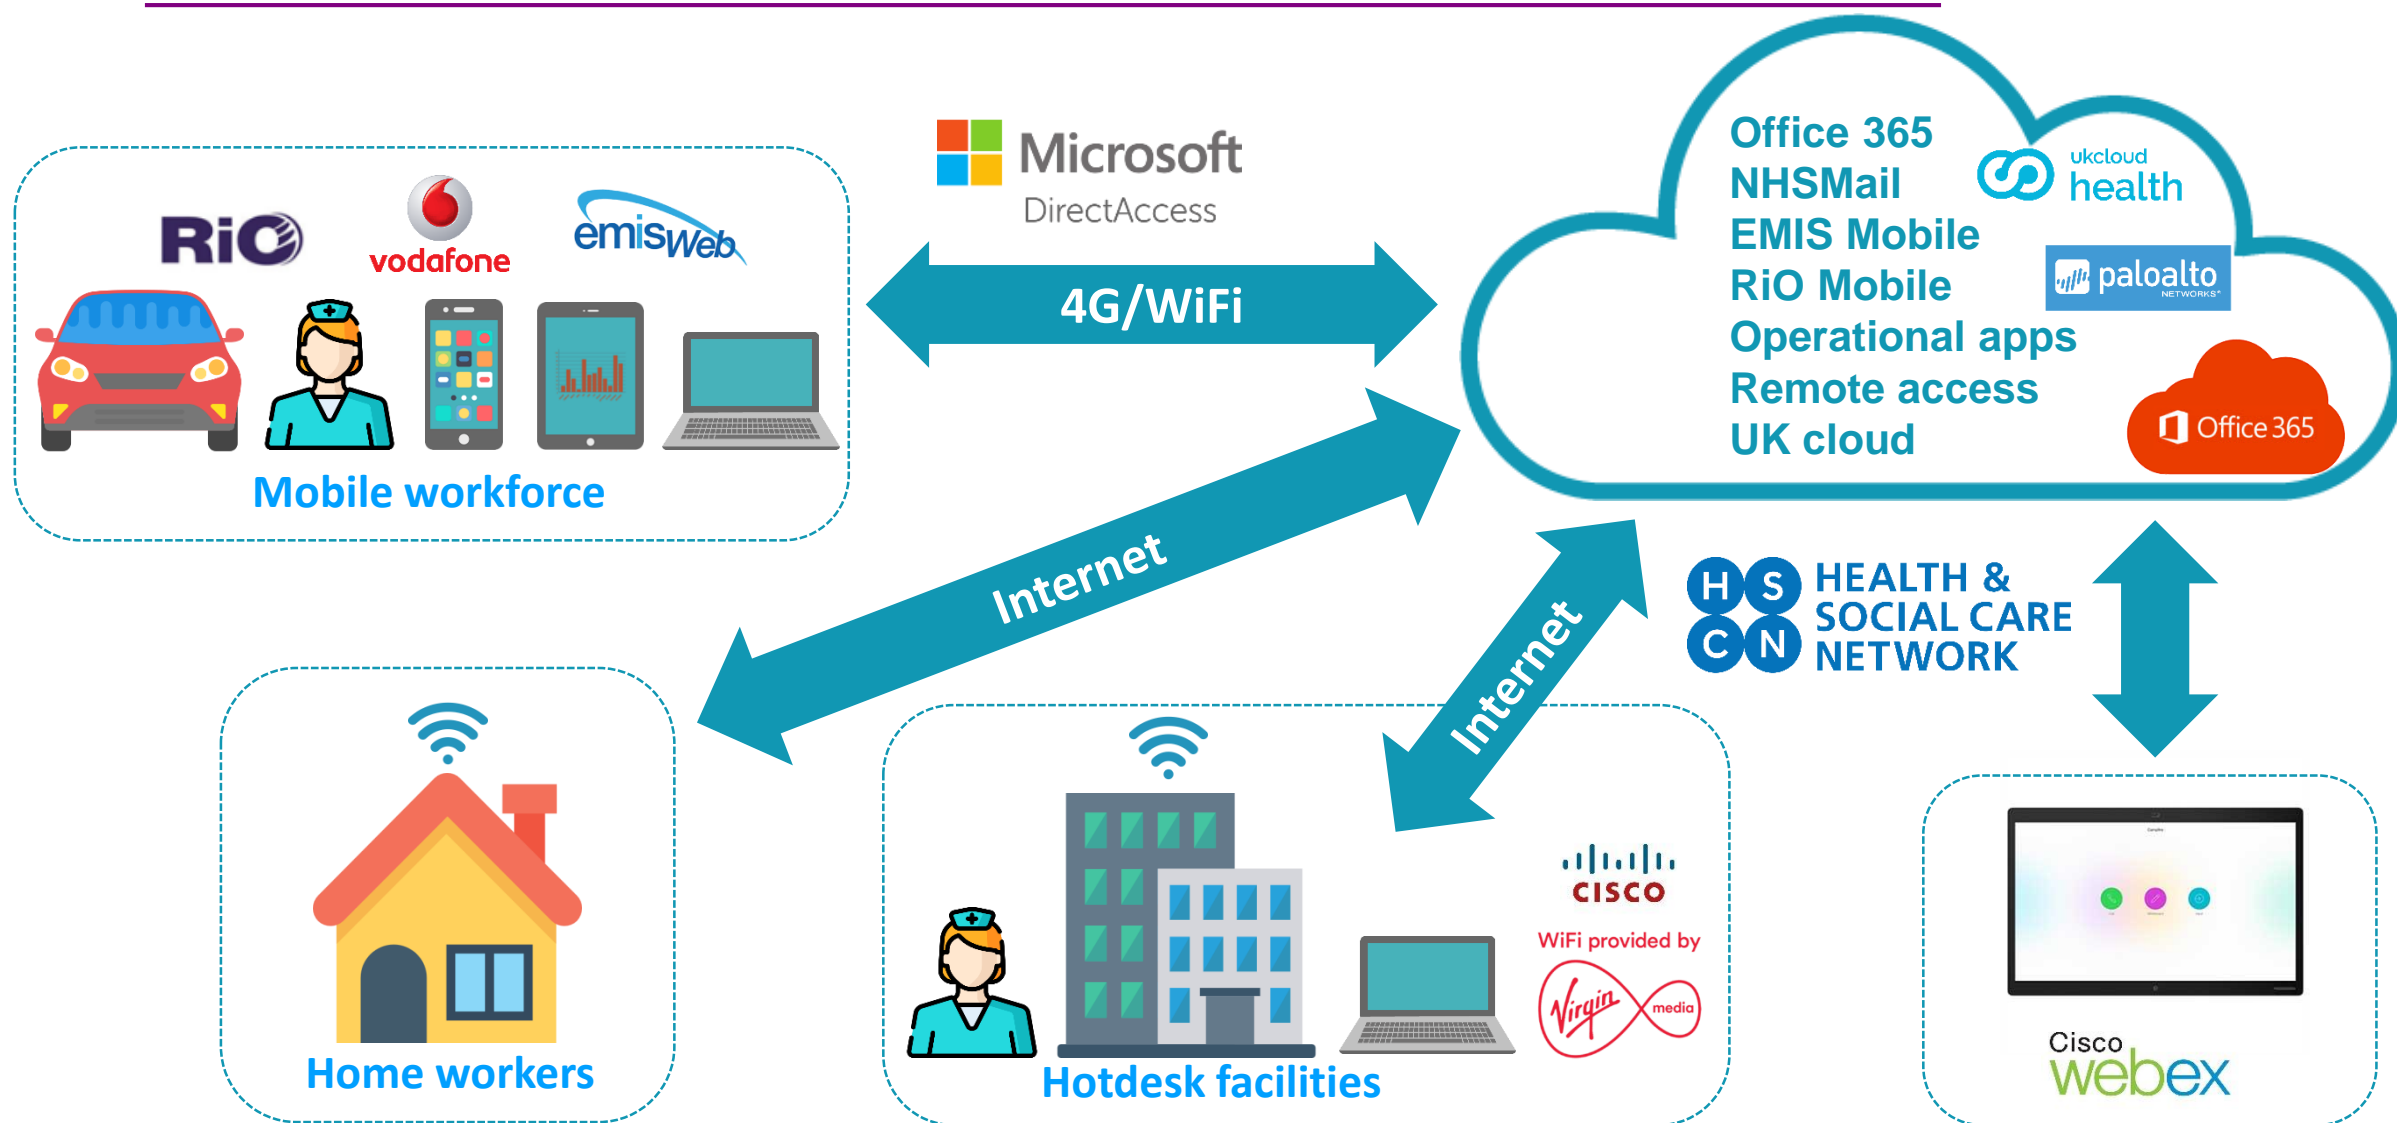 Microsoft
DirectAccess
RiO
vodafone
emisweb
4G/WiFi
Mobile workforce
Office 365
NHSMail
EMIS Mobile
RiO Mobile
Operational apps
Remote access
UK cloud
ukcloud
health
paloalto
NETWORKS
Office 365
Internet
Internet
H S C N
HEALTH &
SOCIAL CARE
NETWORK
Home workers
CISCO
WiFi provided by
Virgin media
Hotdesk facilities
Cisco
webex